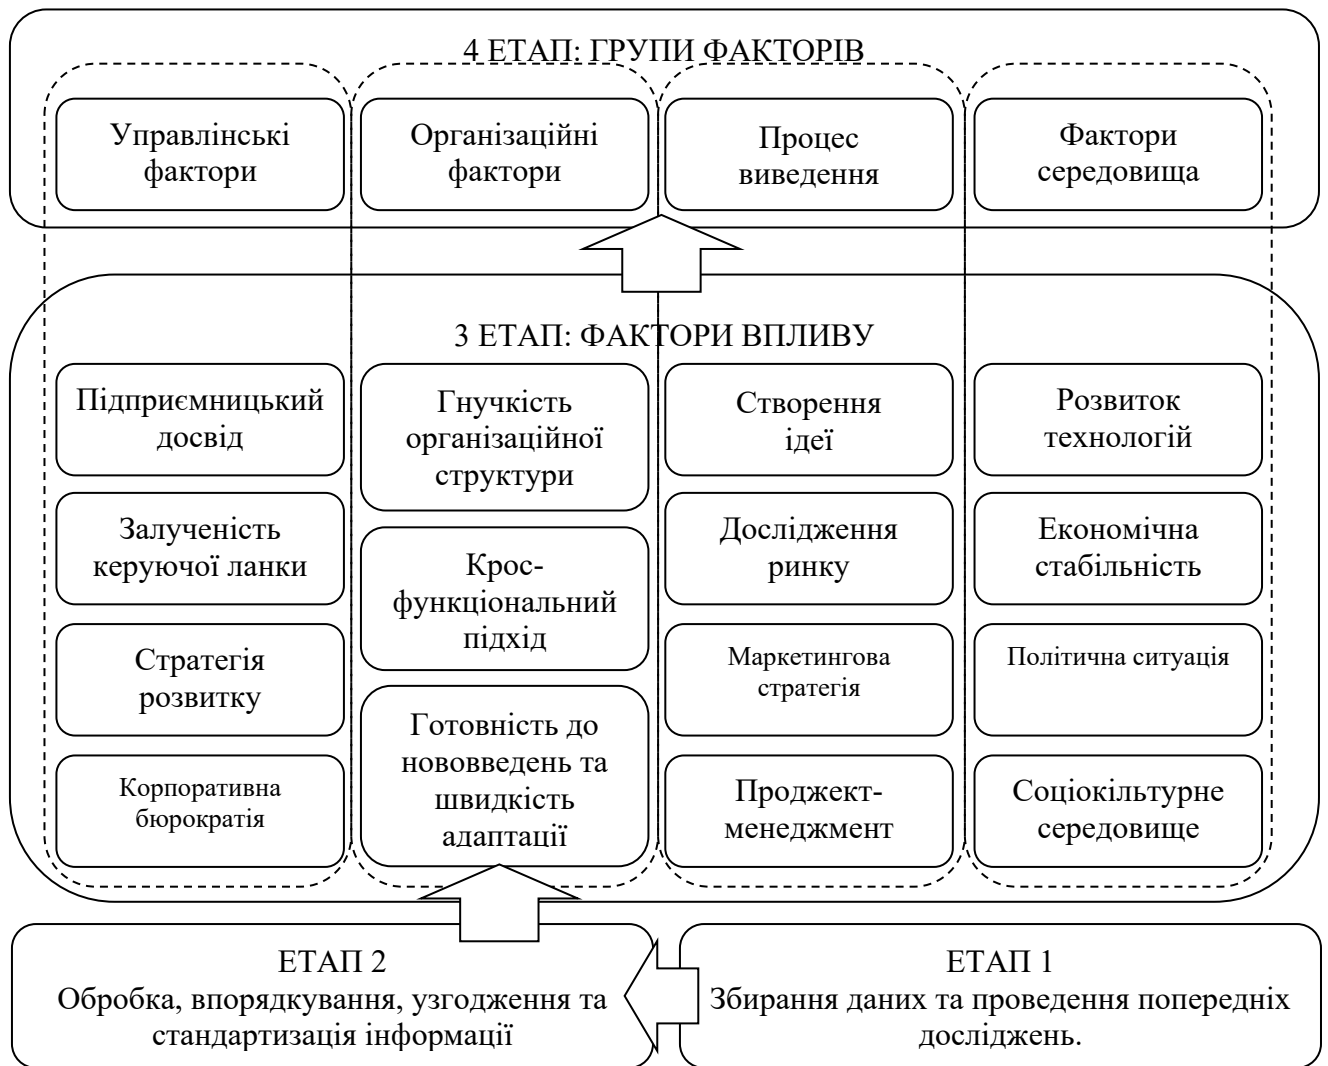 4 ЕТАП: ГРУПИ ФАКТОРІВ
Управлінські
фактори
Організаційні
фактори
Процес
виведення
Фактори
середовища
3 ЕТАП: ФАКТОРИ ВПЛИВУ
Підприємницький
досвід
Залученість
керуючої ланки
Стратегія
розвитку
Корпоративна
бюрократія
Гнучкість
організаційної
структури
Крос-
функціональний
підхід
Готовність до
нововведень та
швидкість
адаптації
Створення
ідеї
Дослідження
ринку
Маркетингова
стратегія
Проджект-
менеджмент
Розвиток
технологій
Економічна
стабільність
Політична ситуація
Соціокільтурне
середовище
ЕТАП 2
Обробка, впорядкування, узгодження та
стандартизація інформації
ЕТАП 1
Збирання даних та проведення попередніх
досліджень.